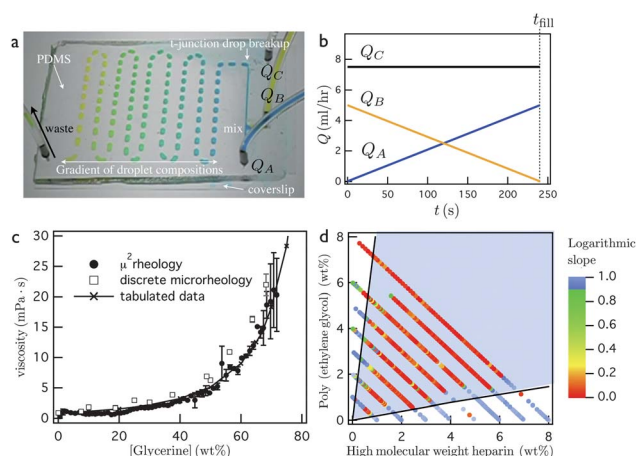 a
t-junction drop breakup
PDMS
Q_C
Q_B
mix
waste
Q_A
Gradient of droplet compositions
coverslip
b
t_fill
8
6
4
2
0
Q (ml/hr)
Q_C
Q_B
Q_A
0 50 100 150 200 250
t (s)
c
30
25
20
15
10
5
0
viscosity (mPa·s)
μ²rheology
discrete microrheology
tabulated data
0 20 40 60 80
[Glycerine] (wt%)
d
8
6
4
2
0
Poly (ethylene glycol) (wt%)
0 2 4 6 8
High molecular weight heparin (wt%)
Logarithmic
slope
1.0
0.8
0.6
0.4
0.2
0.0